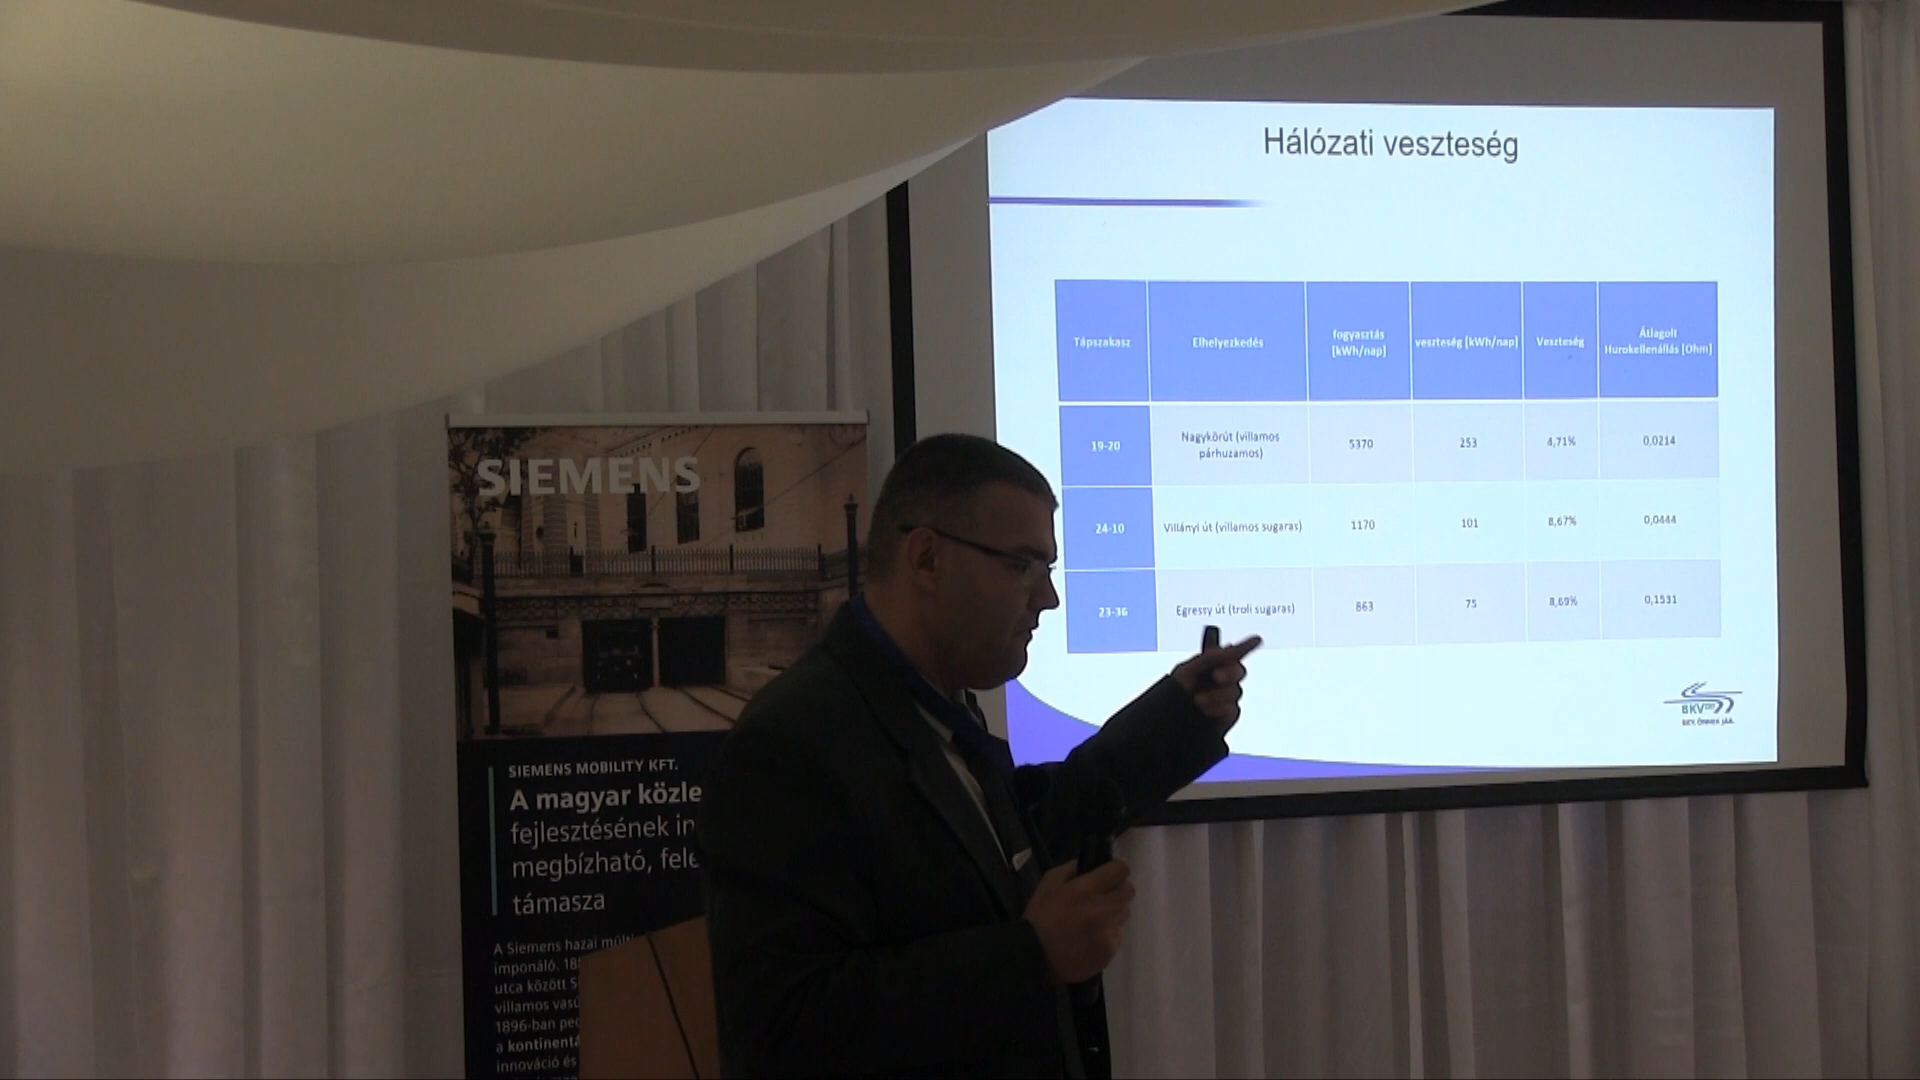 Hálózati veszteség
Tápszakasz
Elhelyezkedés
fogyasztás
[kWh/nap]
veszteség [kWh/nap]
Veszteség
Átlagolt
Hurokellenállás [Ohm]
19-20
Nagykörút (villamos
párhuzamos)
5370
253
4,71%
0,0214
24-10
Villányi út (villamos sugaras)
1170
101
8,67%
0,0444
23-36
Egressy út (troli sugaras)
863
75
8,69%
0,1531
BKV
SIEMENS
SIEMENS MOBILITY KFT.
A magyar közle
fejlesztésének in
megbízható, fele
támasza
A Siemens hazai múlt
imponáló. 18
utca között S
villamos vasú
1896-ban ped
a kontinentá
innováció és